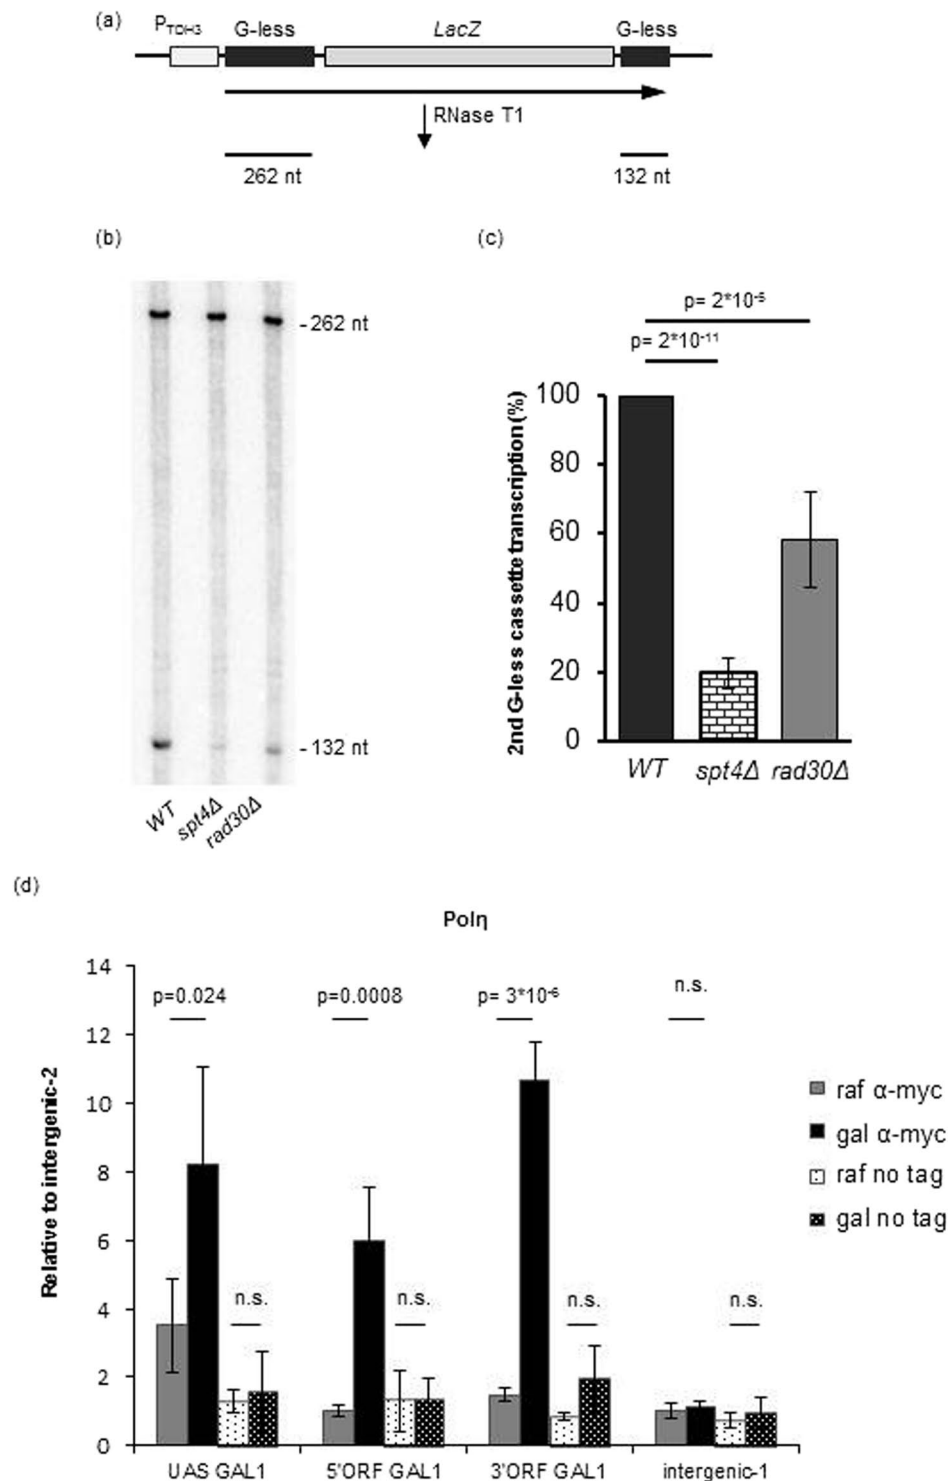 (a)
P_TDH3 G-less LacZ G-less
RNase T1
262 nt 132 nt
(b)
- 262 nt
- 132 nt
WT spt4Δ rad30Δ
(c)
p= 2*10⁻⁵
p= 2*10⁻¹¹
2nd G-less cassette transcription (%)
100
80
60
40
20
0
WT spt4Δ rad30Δ
(d)
Polη
Relative to intergenic-2
14
12
10
8
6
4
2
0
p=0.024 p=0.0008 p= 3*10⁻⁶ n.s.
n.s. n.s. n.s. n.s.
UAS GAL1 5'ORF GAL1 3'ORF GAL1 intergenic-1
raf α-myc
gal α-myc
raf no tag
gal no tag